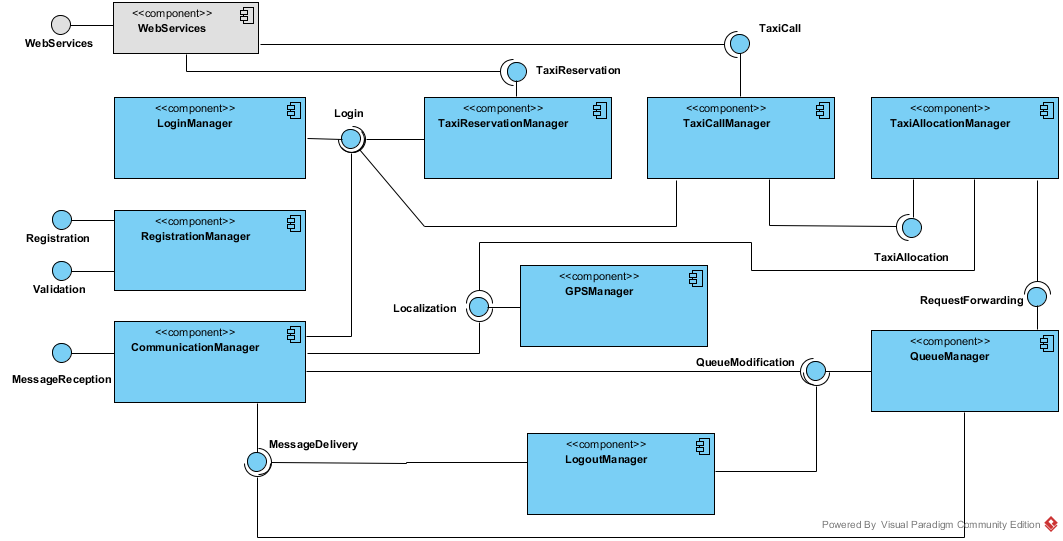 <<component>>
WebServices
WebServices
TaxiCall
TaxiReservation
<<component>>
LoginManager
Login
<<component>>
TaxiReservationManager
<<component>>
TaxiCallManager
<<component>>
TaxiAllocationManager
Registration
<<component>>
RegistrationManager
Validation
TaxiAllocation
<<component>>
GPSManager
Localization
RequestForwarding
<<component>>
CommunicationManager
MessageReception
QueueModification
<<component>>
QueueManager
MessageDelivery
<<component>>
LogoutManager
Powered By Visual Paradigm Community Edition